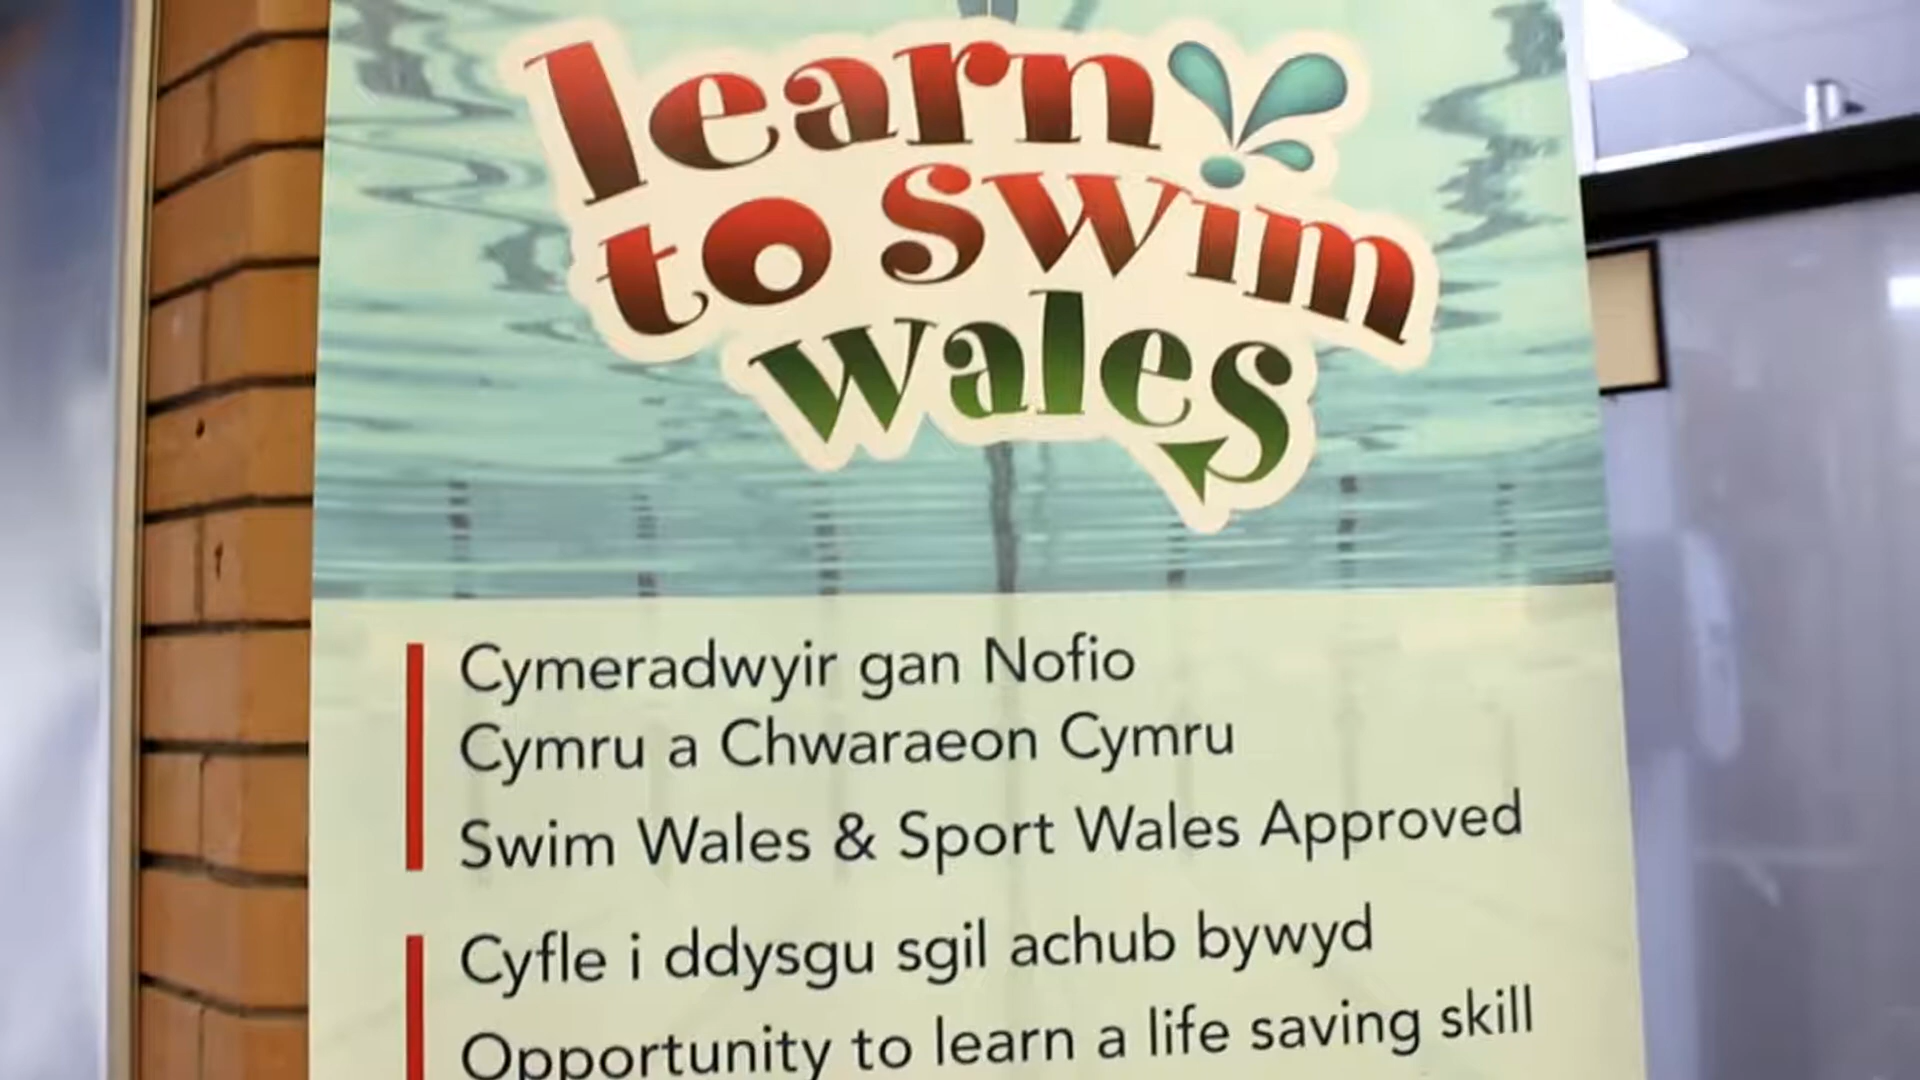 learn
to swim
wales
Cymeradwyir gan Nofio
Cymru a Chwaraeon Cymru
Swim Wales & Sport Wales Approved
Cyfle i ddysgu sgil achub bywyd
Opportunity to learn a life saving skill